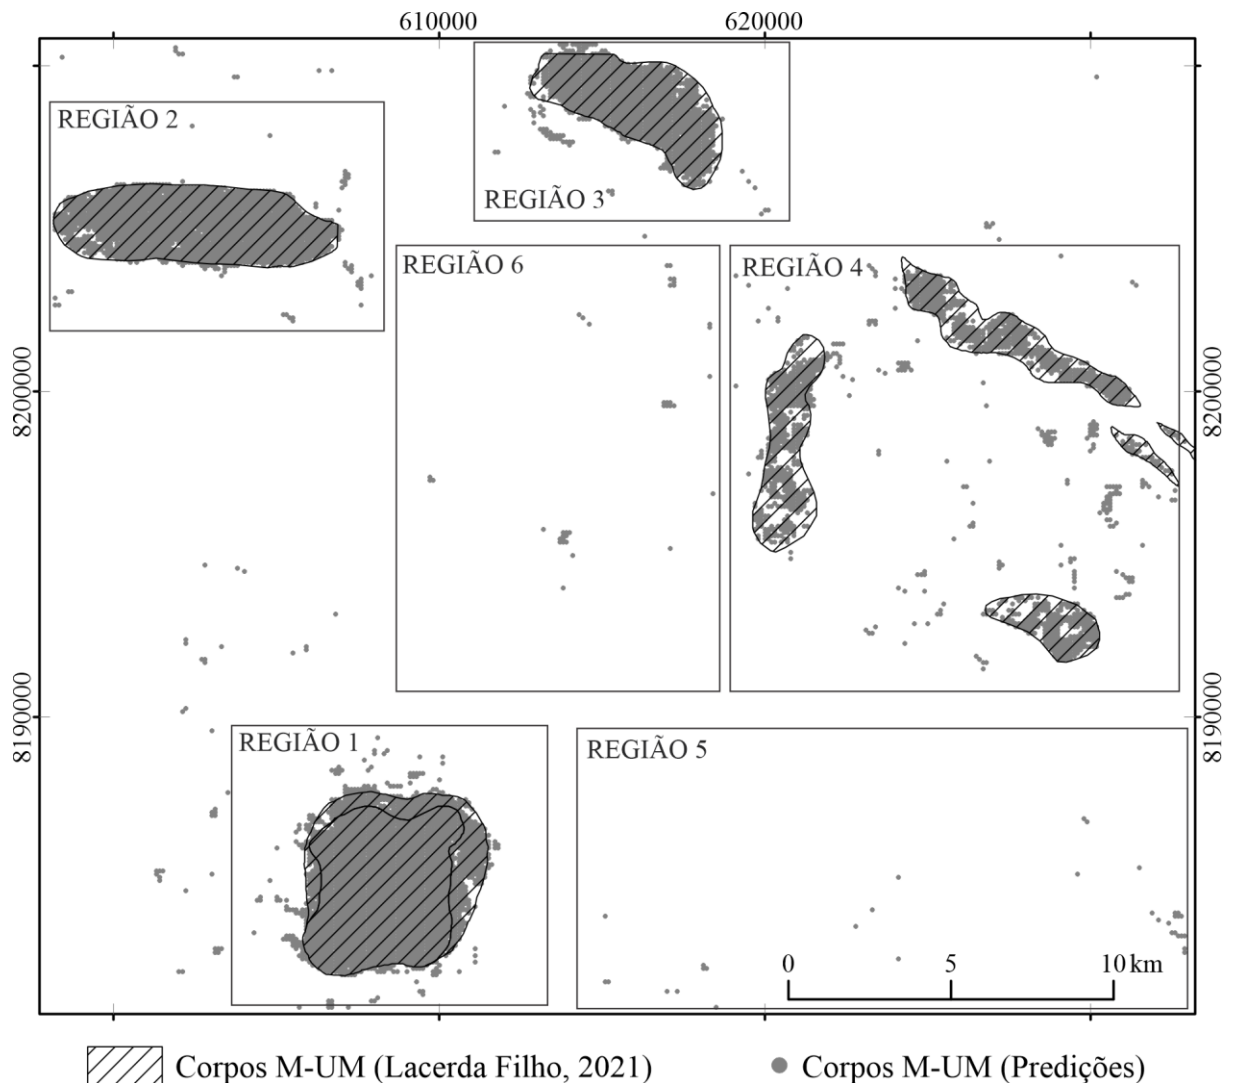 610000 620000
REGIÃO 2
REGIÃO 3
REGIÃO 6
REGIÃO 4
8200000 8200000
8190000 8190000
REGIÃO 1
REGIÃO 5
0 5 10 km
Corpos M-UM (Lacerda Filho, 2021) Corpos M-UM (Predições)